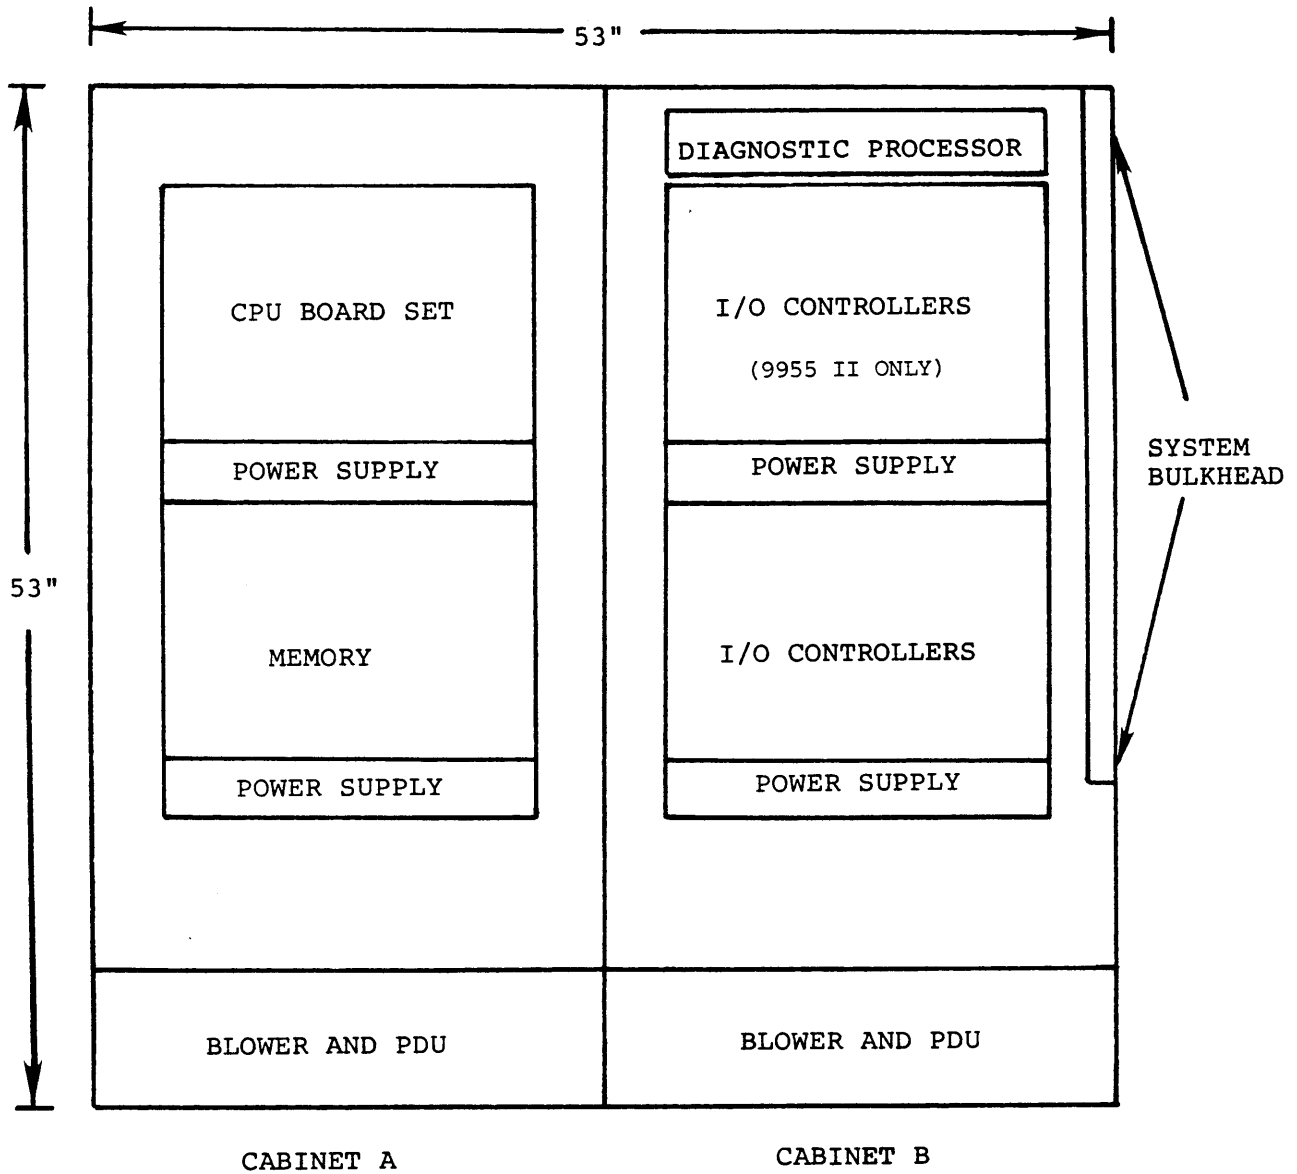 53"
DIAGNOSTIC PROCESSOR
CPU BOARD SET
I/O CONTROLLERS
(9955 II ONLY)
POWER SUPPLY
POWER SUPPLY
SYSTEM
BULKHEAD
53"
MEMORY
I/O CONTROLLERS
POWER SUPPLY
POWER SUPPLY
BLOWER AND PDU
BLOWER AND PDU
CABINET A
CABINET B